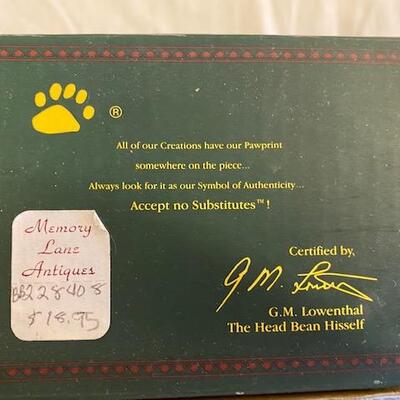 ®
All of our Creations have our Pawprint
somewhere on the piece...
Always look for it as our Symbol of Authenticity...
Accept no Substitutes™!
Memory
Lane
Antiques
BB228408
$18.95
Certified by,
G.M. Lowenthal
The Head Bean Hisself